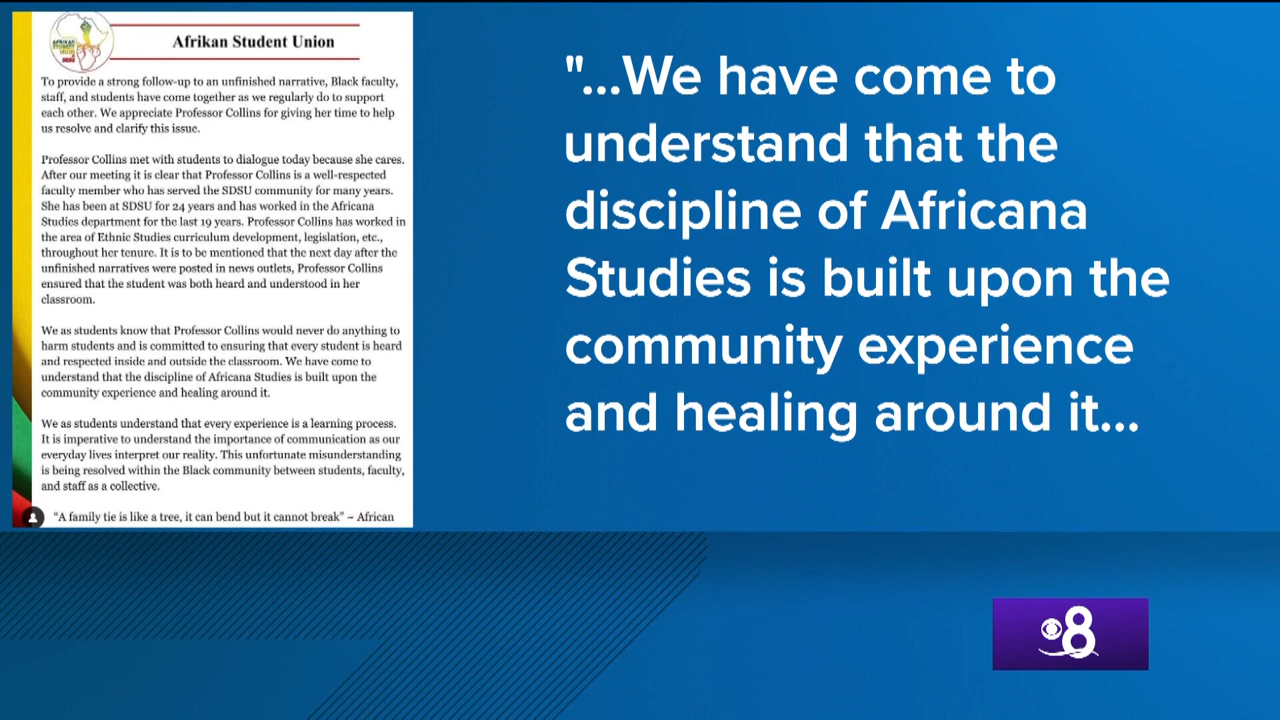 Afrikan Student Union
To provide a strong follow-up to an unfinished narrative, Black faculty,
staff, and students have come together as we regularly do to support
each other. We appreciate Professor Collins for giving her time to help
us resolve and clarify this issue.
Professor Collins met with students to dialogue today because she cares.
After our meeting it is clear that Professor Collins is a well-respected
faculty member who has served the SDSU community for many years.
She has been at SDSU for 24 years and has worked in the Africana
Studies department for the last 19 years. Professor Collins has worked in
the area of Ethnic Studies curriculum development, legislation, etc.,
throughout her tenure. It is to be mentioned that the next day after the
unfinished narratives were posted in news outlets, Professor Collins
ensured that the student was both heard and understood in her
classroom.
We as students know that Professor Collins would never do anything to
harm students and is committed to ensuring that every student is heard
and respected inside and outside the classroom. We have come to
understand that the discipline of Africana Studies is built upon the
community experience and healing around it.
We as students understand that every experience is a learning process.
It is imperative to understand the importance of communication as our
everyday lives interpret our reality. This unfortunate misunderstanding
is being resolved within the Black community between students, faculty,
and staff as a collective.
"A family tie is like a tree, it can bend but it cannot break" ~ African
"...We have come to
understand that the
discipline of Africana
Studies is built upon the
community experience
and healing around it...
8